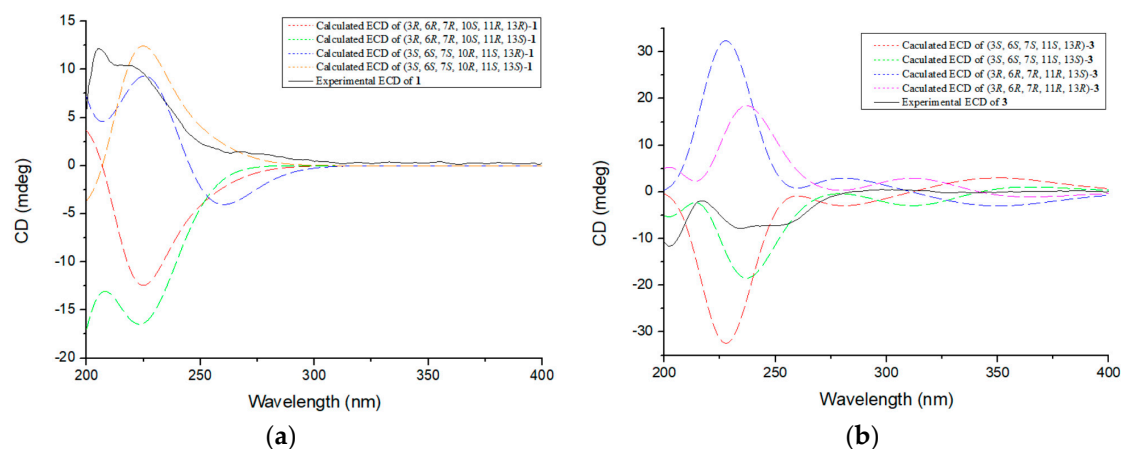 15
10
5
0
-5
-10
-15
-20
200
250
300
350
400
CD (mdeg)
Wavelength (nm)
Calculated ECD of (3R, 6R, 7R, 10S, 11R, 13R)-1
Calculated ECD of (3R, 6R, 7R, 10S, 11R, 13S)-1
Calculated ECD of (3S, 6S, 7S, 10R, 11S, 13R)-1
Calculated ECD of (3S, 6S, 7S, 10R, 11S, 13S)-1
Experimental ECD of 1
(a)
30
20
10
0
-10
-20
-30
200
250
300
350
400
CD (mdeg)
Wavelength (nm)
Caculated ECD of (3S, 6S, 7S, 11S, 13R)-3
Caculated ECD of (3S, 6S, 7S, 11S, 13S)-3
Caculated ECD of (3R, 6R, 7R, 11R, 13S)-3
Caculated ECD of (3R, 6R, 7R, 11R, 13R)-3
Experimental ECD of 3
(b)